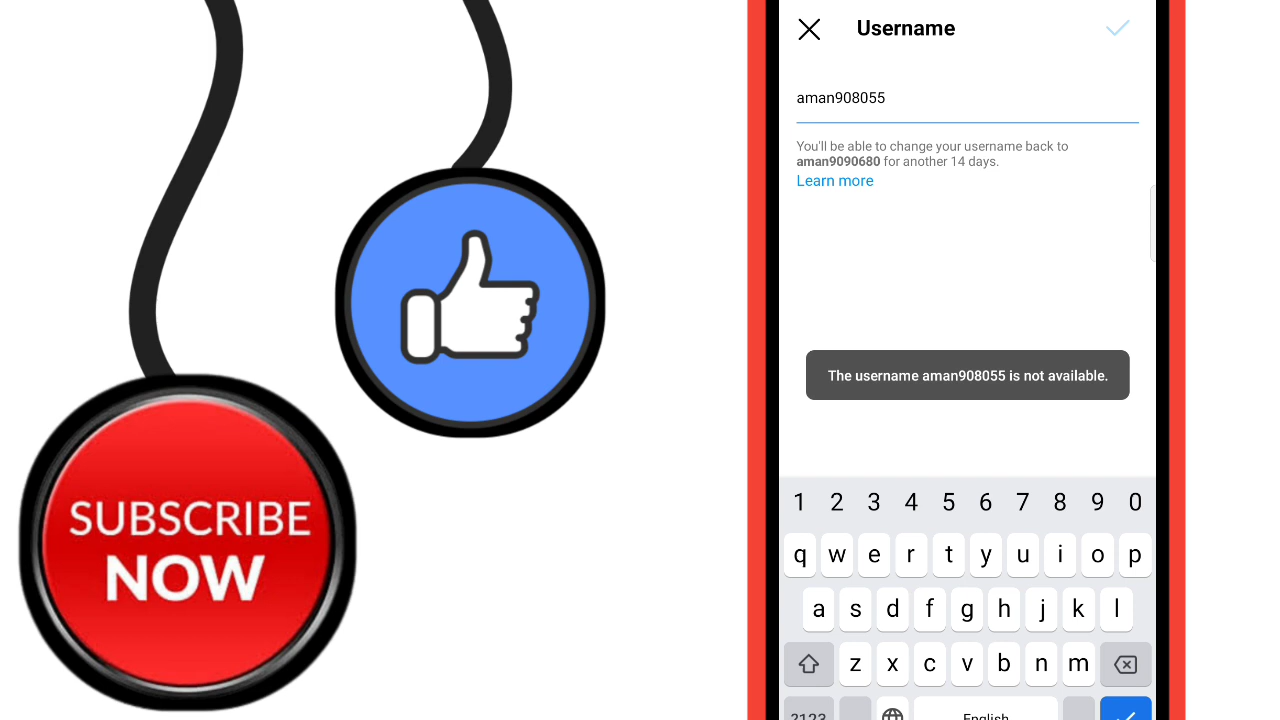 SUBSCRIBE
NOW
Username
aman908055
You'll be able to change your username back to
aman9090680 for another 14 days.
Learn more
The username aman908055 is not available.
1 2 3 4 5 6 7 8 9 0
q w e r t y u i o p
a s d f g h j k l
z x c v b n m
English